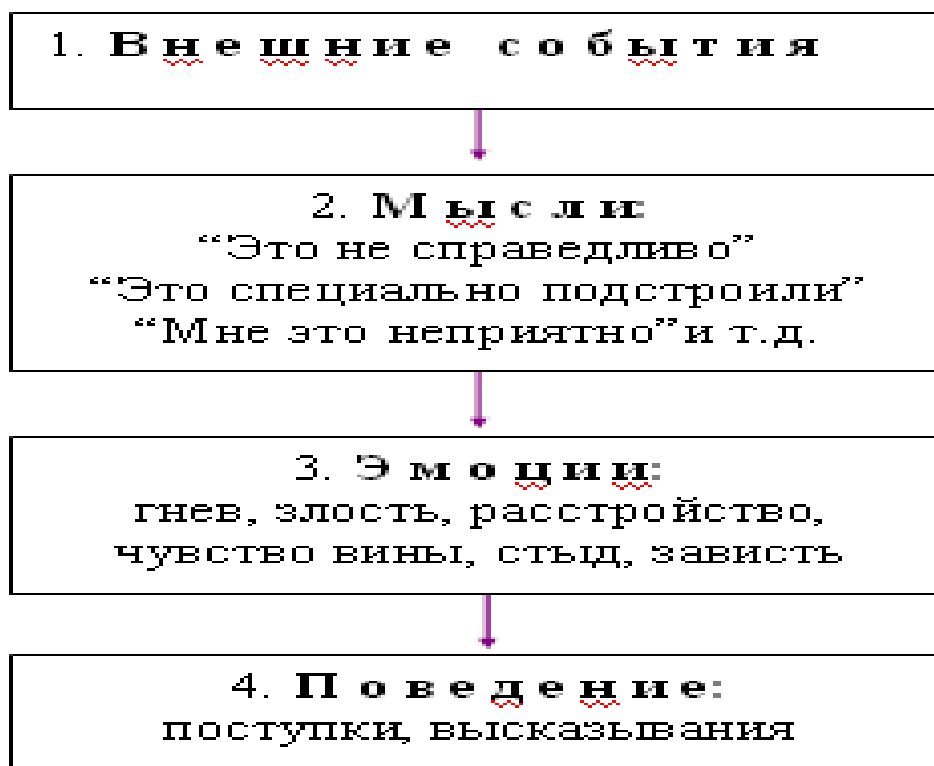 1. Внешние события
2. Мысли:
“Это не справедливо”
“Это специально подстроили”
“Мне это неприятно” и т.д.
3. Эмоции:
гнев, злость, расстройство,
чувство вины, стыд, зависть
4. Поведение:
поступки, высказывания